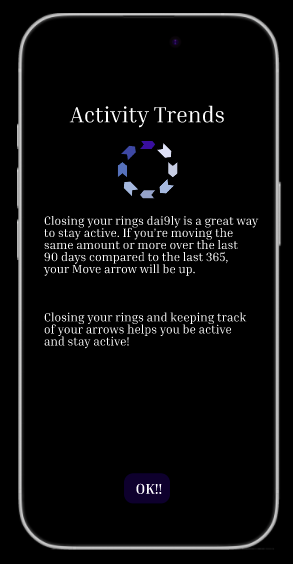 Activity Trends
Closing your rings dai9ly is a great way
to stay active. If you're moving the
same amount or more over the last
90 days compared to the last 365,
your Move arrow will be up.
Closing your rings and keeping track
of your arrows helps you be active
and stay active!
OK!!